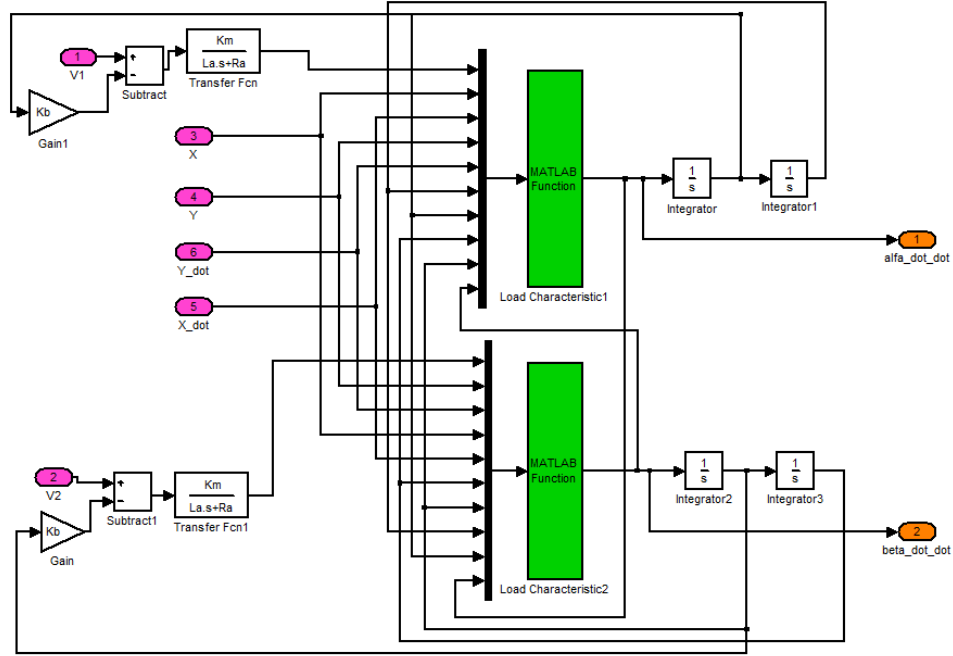 1
V1
+
-
Subtract
Km
La.s+Ra
Transfer Fcn
Kb
Gain1
3
X
4
Y
6
Y_dot
5
X_dot
MATLAB
Function
Load Characteristic1
1
s
Integrator
1
s
Integrator1
1
alfa_dot_dot
2
V2
+
-
Subtract1
Km
La.s+Ra
Transfer Fcn1
Kb
Gain
MATLAB
Function
Load Characteristic2
1
s
Integrator2
1
s
Integrator3
2
beta_dot_dot